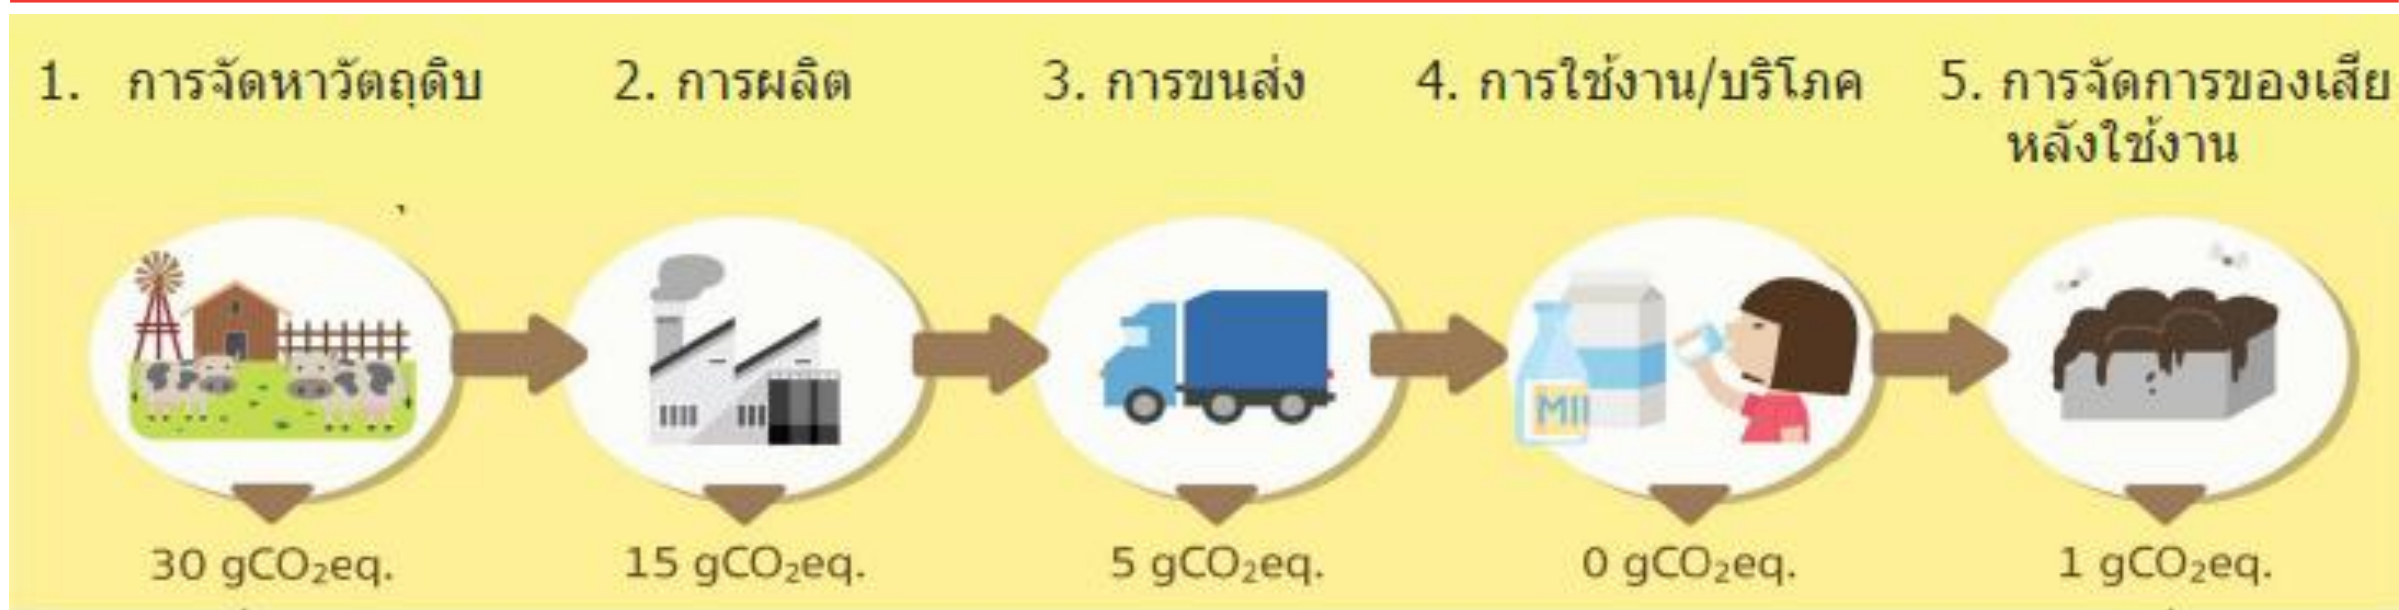 1. การจัดหาวัตถุดิบ
2. การผลิต
3. การขนส่ง
4. การใช้งาน/บริโภค
5. การจัดการของเสีย
หลังใช้งาน
MII
30 gCO₂eq.
15 gCO₂eq.
5 gCO₂eq.
0 gCO₂eq.
1 gCO₂eq.